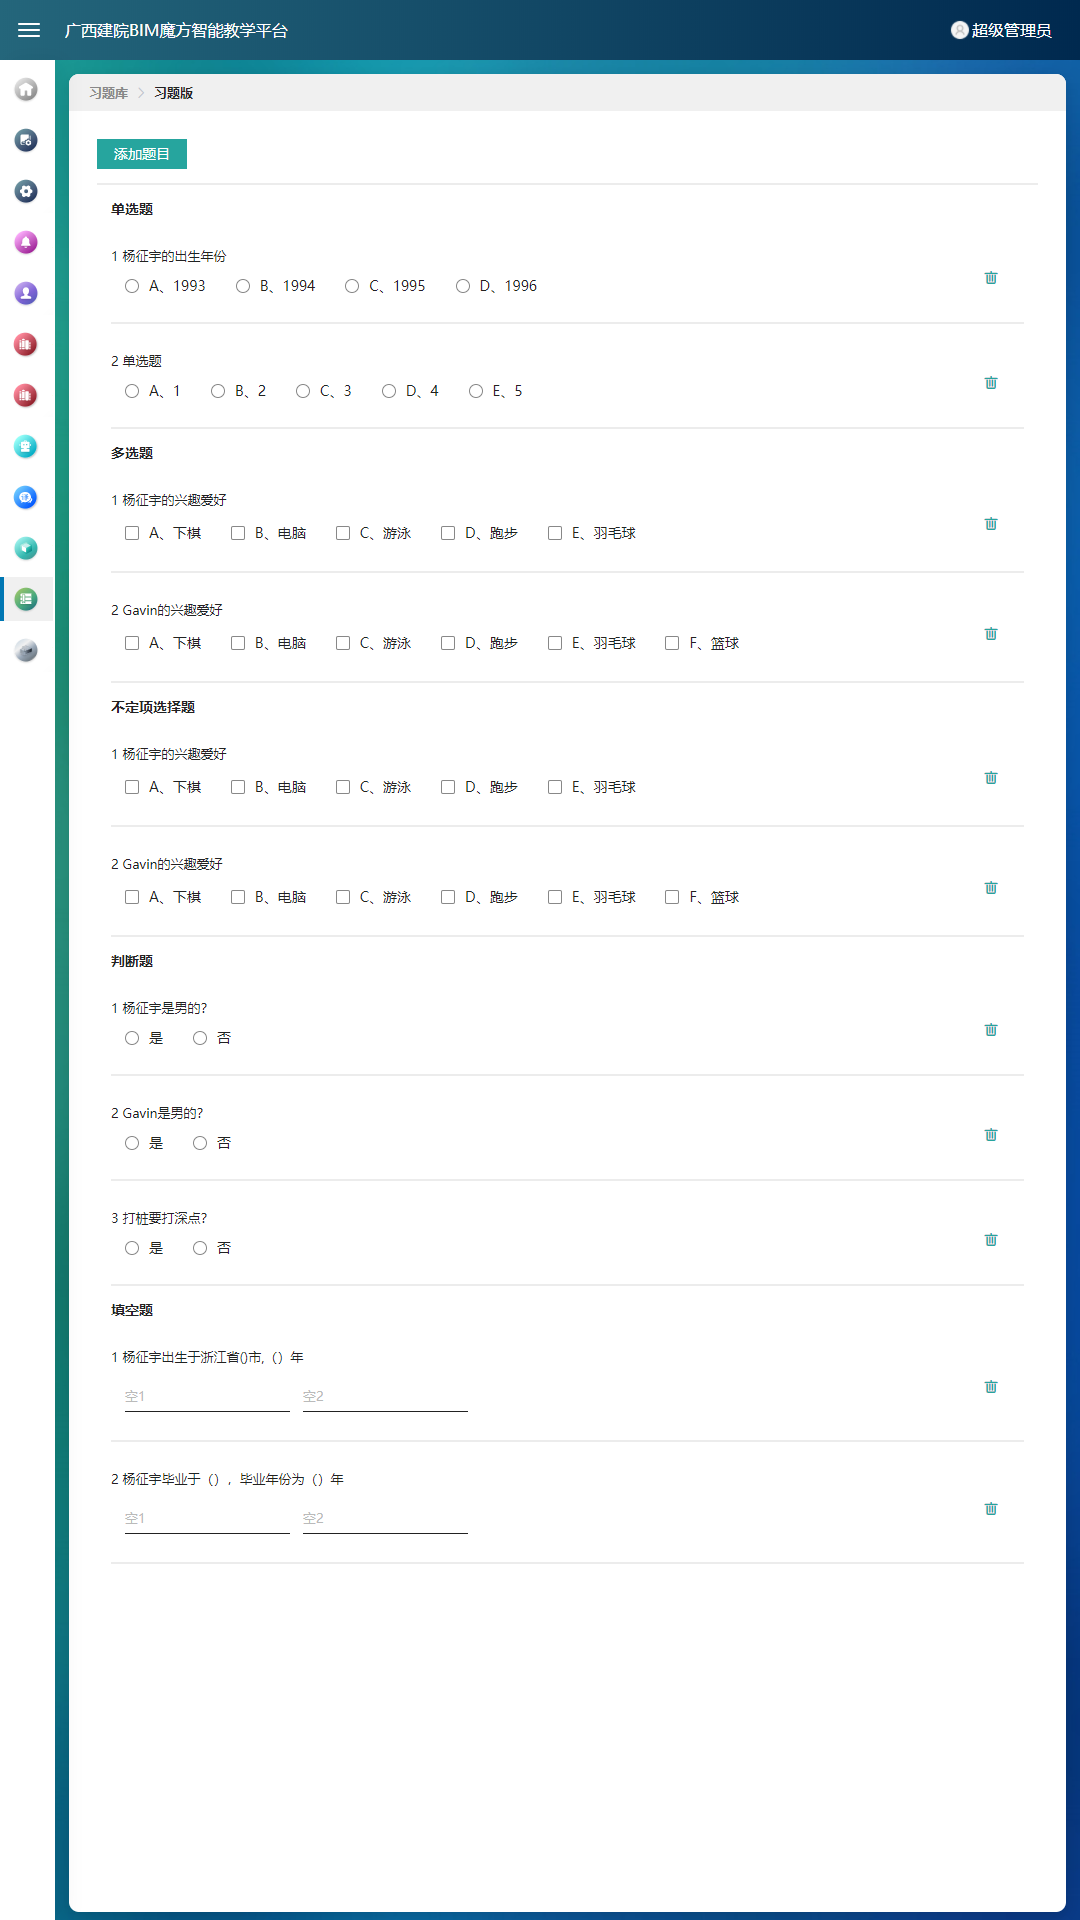 广西建院BIM魔方智能教学平台
超级管理员
习题库 > 习题版
添加题目
单选题
1 杨征宇的出生年份
A、1993 B、1994 C、1995 D、1996
2 单选题
A、1 B、2 C、3 D、4 E、5
多选题
1 杨征宇的兴趣爱好
A、下棋 B、电脑 C、游泳 D、跑步 E、羽毛球
2 Gavin的兴趣爱好
A、下棋 B、电脑 C、游泳 D、跑步 E、羽毛球 F、篮球
不定项选择题
1 杨征宇的兴趣爱好
A、下棋 B、电脑 C、游泳 D、跑步 E、羽毛球
2 Gavin的兴趣爱好
A、下棋 B、电脑 C、游泳 D、跑步 E、羽毛球 F、篮球
判断题
1 杨征宇是男的?
是 否
2 Gavin是男的?
是 否
3 打桩要打深点?
是 否
填空题
1 杨征宇出生于浙江省()市,（）年
空1 空2
2 杨征宇毕业于（），毕业年份为（）年
空1 空2